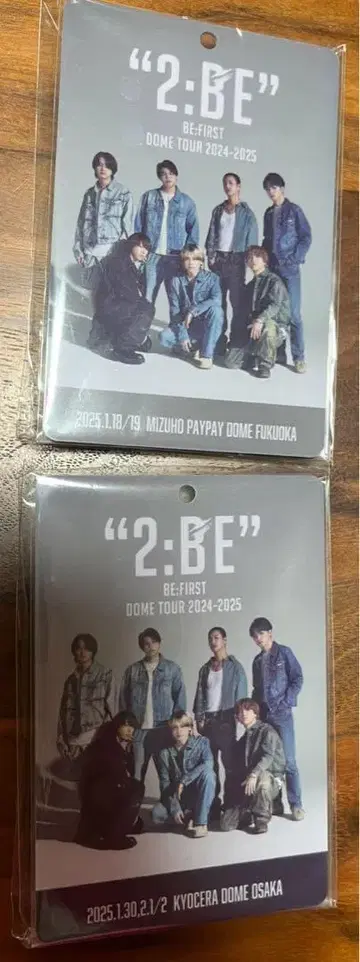 “2:BE”
BE:FIRST
DOME TOUR 2024-2025
2025.1.18/19 MIZUHO PAYPAY DOME FUKUOKA
“2:BE”
BE:FIRST
DOME TOUR 2024-2025
2025.1.30,2.1/2 KYOCERA DOME OSAKA